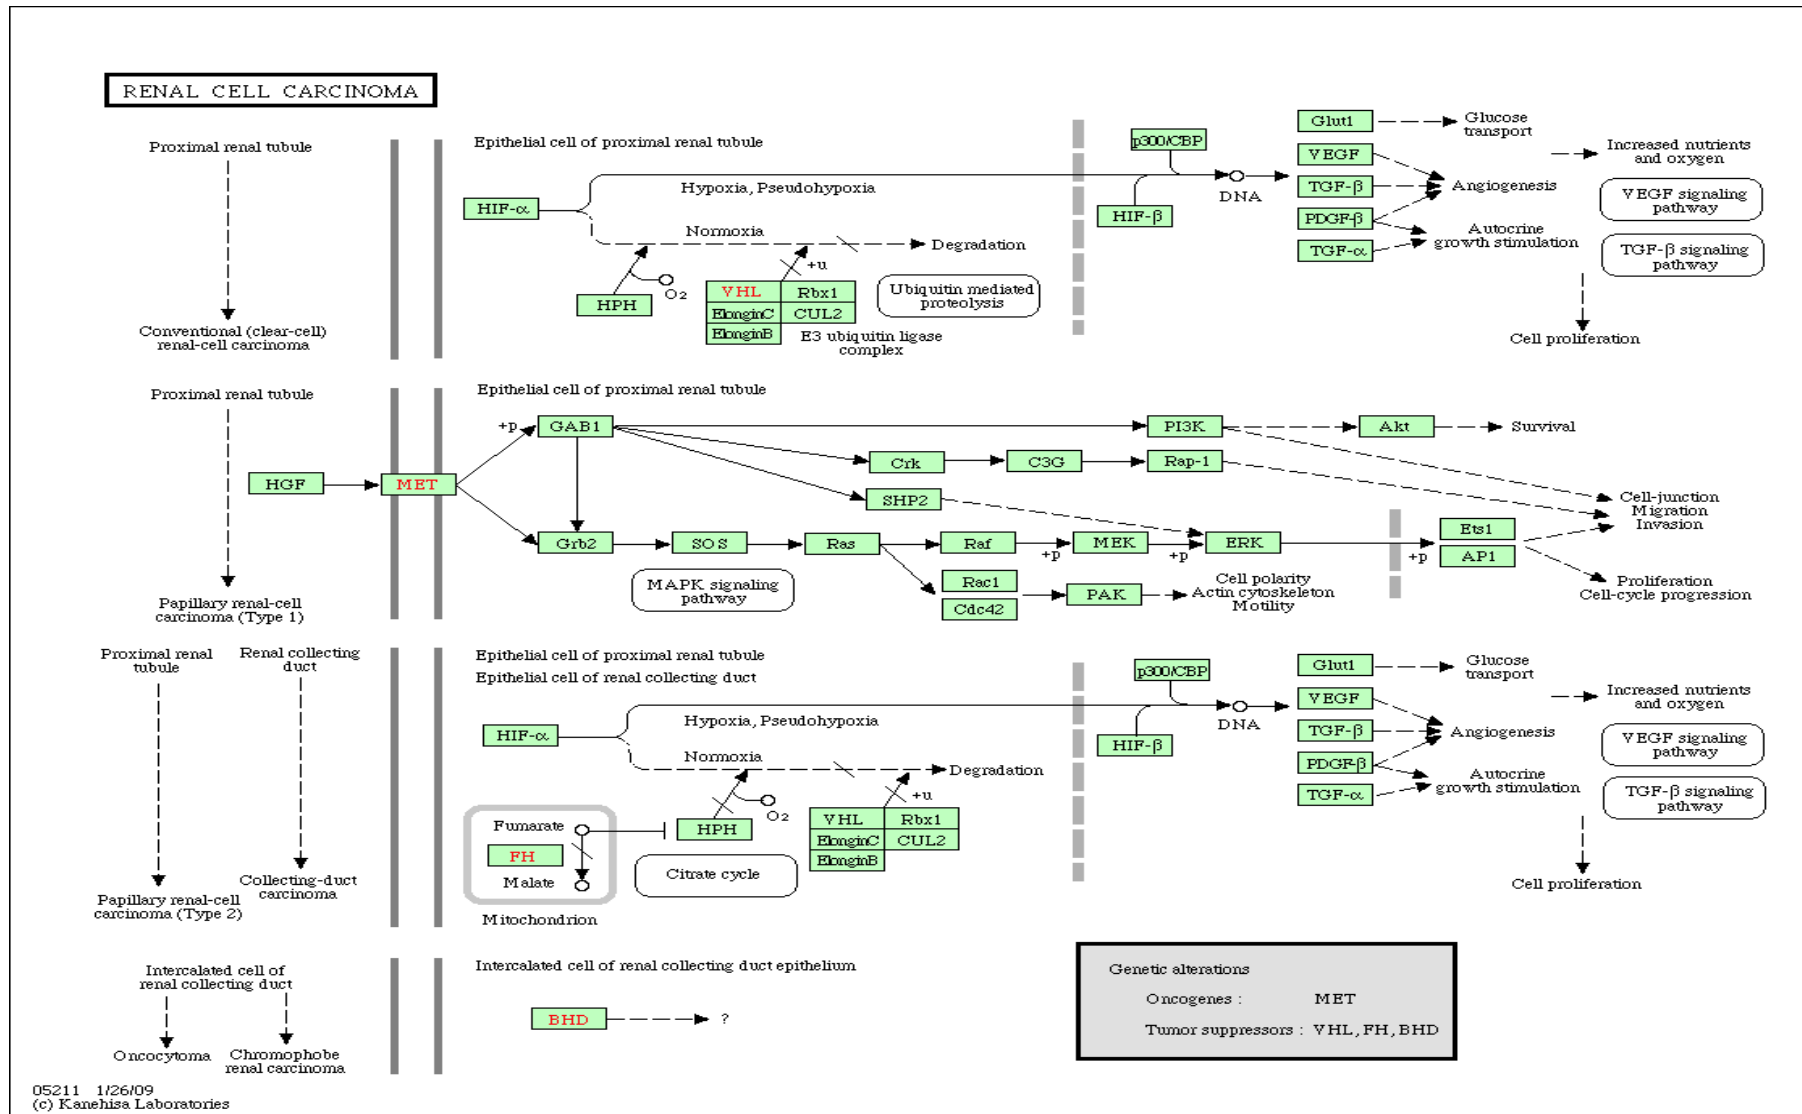 RENAL CELL CARCINOMA
Proximal renal tubule
Conventional (clear-cell)
renal-cell carcinoma
Epithelial cell of proximal renal tubule
HIF-α
Hypoxia, Pseudohypoxia
Normoxia
Degradation
HPH
O2
+u
VHL
Rbx1
ElonginC
CUL2
ElonginB
E3 ubiquitin ligase
complex
Ubiquitin mediated
proteolysis
p300/CBP
HIF-β
DNA
Glut1
VEGF
TGF-β
PDGF-β
TGF-α
Glucose
transport
Angiogenesis
Autocrine
growth stimulation
Increased nutrients
and oxygen
VEGF signaling
pathway
TGF-β signaling
pathway
Cell proliferation
Proximal renal tubule
Papillary renal-cell
carcinoma (Type 1)
Epithelial cell of proximal renal tubule
HGF
MET
+p
GAB1
PI3K
Akt
Survival
Crk
C3G
Rap-1
SHP2
Cell-junction
Migration
Invasion
Grb2
SOS
Ras
Raf
+p
MEK
+p
ERK
+p
Ets1
AP1
MAPK signaling
pathway
Rac1
Cdc42
PAK
Cell polarity
Actin cytoskeleton
Motility
Proliferation
Cell-cycle progression
Proximal renal
tubule
Renal collecting
duct
Papillary renal-cell
carcinoma (Type 2)
Collecting-duct
carcinoma
Epithelial cell of proximal renal tubule
Epithelial cell of renal collecting duct
HIF-α
Hypoxia, Pseudohypoxia
Normoxia
Degradation
Fumarate
FH
Malate
Mitochondrion
HPH
O2
+u
VHL
Rbx1
ElonginC
CUL2
ElonginB
Citrate cycle
p300/CBP
HIF-β
DNA
Glut1
VEGF
TGF-β
PDGF-β
TGF-α
Glucose
transport
Angiogenesis
Autocrine
growth stimulation
Increased nutrients
and oxygen
VEGF signaling
pathway
TGF-β signaling
pathway
Cell proliferation
Intercalated cell of
renal collecting duct
Oncocytoma
Chromophobe
renal carcinoma
Intercalated cell of renal collecting duct epithelium
BHD
?
Genetic alterations
Oncogenes : MET
Tumor suppressors : VHL, FH, BHD
05211 1/26/09
(c) Kanehisa Laboratories